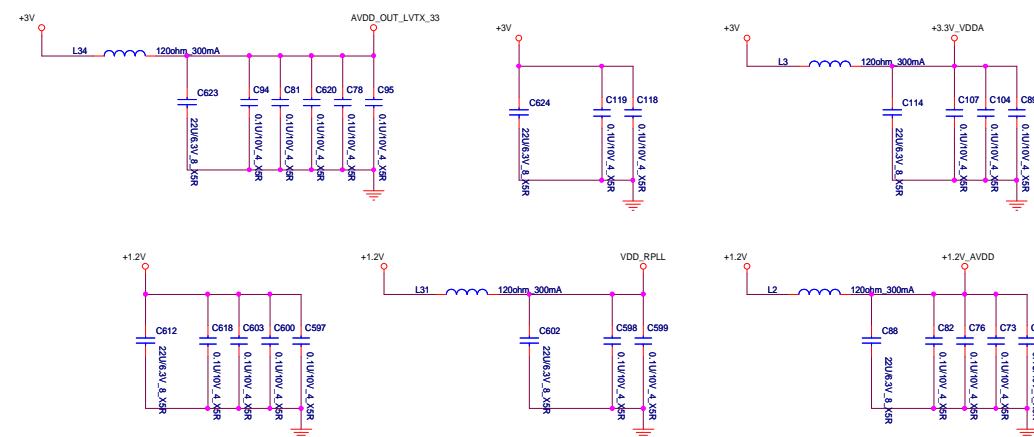 +3V
AVDD_OUT_LVTX_33
L34
120ohm_300mA
C623
C94
C81
C620
C78
C95
22U/6.3V_8_X5R
0.1U/10V_4_X5R
0.1U/10V_4_X5R
0.1U/10V_4_X5R
0.1U/10V_4_X5R
0.1U/10V_4_X5R
+3V
C624
C119
C118
22U/6.3V_8_X5R
0.1U/10V_4_X5R
0.1U/10V_4_X5R
+3V
+3.3V_VDDA
L3
120ohm_300mA
C114
C107
C104
C89
22U/6.3V_8_X5R
0.1U/10V_4_X5R
0.1U/10V_4_X5R
0.1U/10V_4_X5R
+1.2V
C612
C618
C603
C600
C597
22U/6.3V_8_X5R
0.1U/10V_4_X5R
0.1U/10V_4_X5R
0.1U/10V_4_X5R
0.1U/10V_4_X5R
+1.2V
VDD_RPLL
L31
120ohm_300mA
C602
C598
C599
22U/6.3V_8_X5R
0.1U/10V_4_X5R
0.1U/10V_4_X5R
+1.2V
+1.2V_AVDD
L2
120ohm_300mA
C88
C82
C76
C73
22U/6.3V_8_X5R
0.1U/10V_4_X5R
0.1U/10V_4_X5R
0.1U/10V_4_X5R